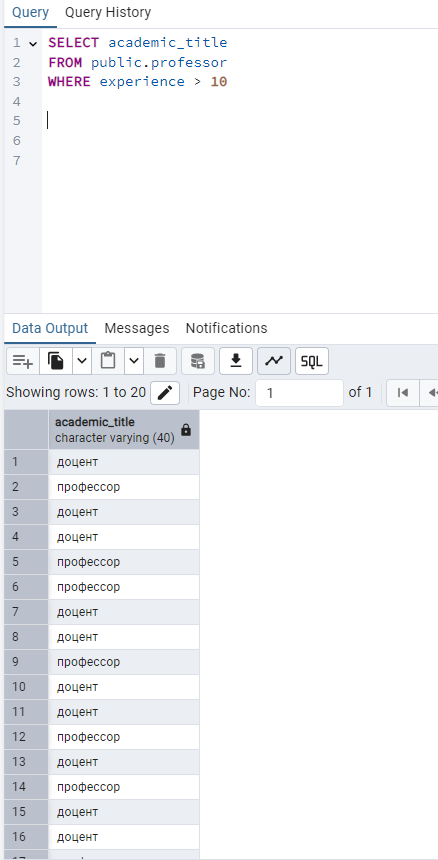 Query Query History
1 SELECT academic_title
2 FROM public.professor
3 WHERE experience > 10
4
5
6
7
Data Output Messages Notifications
SQL
Showing rows: 1 to 20 Page No: 1 of 1
academic_title
character varying (40)
1 доцент
2 профессор
3 доцент
4 доцент
5 профессор
6 профессор
7 доцент
8 доцент
9 профессор
10 доцент
11 доцент
12 профессор
13 доцент
14 профессор
15 доцент
16 доцент